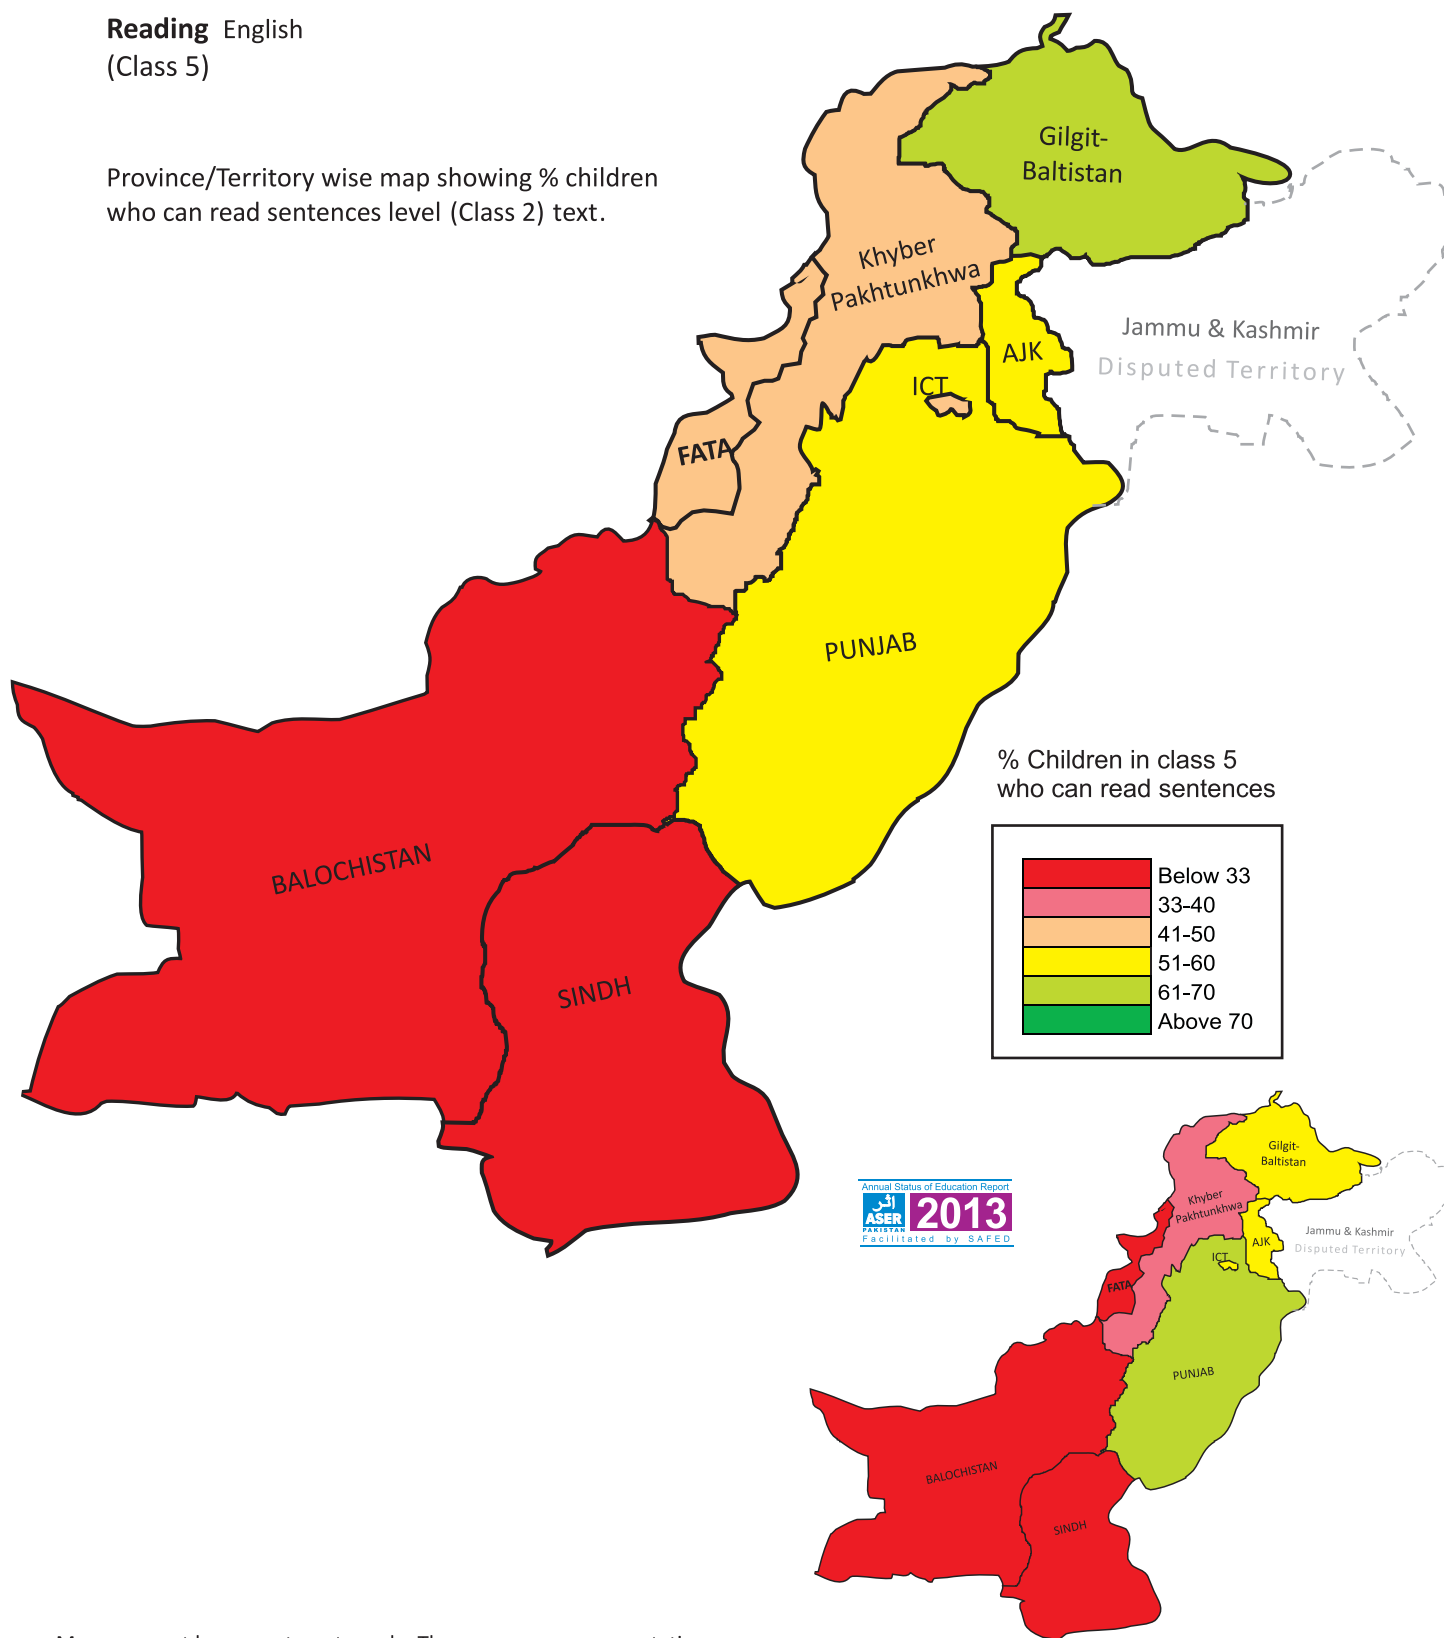 Reading English
(Class 5)
Province/Territory wise map showing % children
who can read sentences level (Class 2) text.
Gilgit-
Baltistan
Khyber
Pakhtunkhwa
Jammu & Kashmir
Disputed Territory
AJK
ICT
FATA
PUNJAB
BALOCHISTAN
SINDH
% Children in class 5
who can read sentences
Below 33
33-40
41-50
51-60
61-70
Above 70
Annual Status of Education Report
اثر
ASER
PAKISTAN
2013
Facilitated by SAFED
Gilgit-
Baltistan
Khyber
Pakhtunkhwa
Jammu & Kashmir
Disputed Territory
AJK
ICT
FATA
PUNJAB
BALOCHISTAN
SINDH